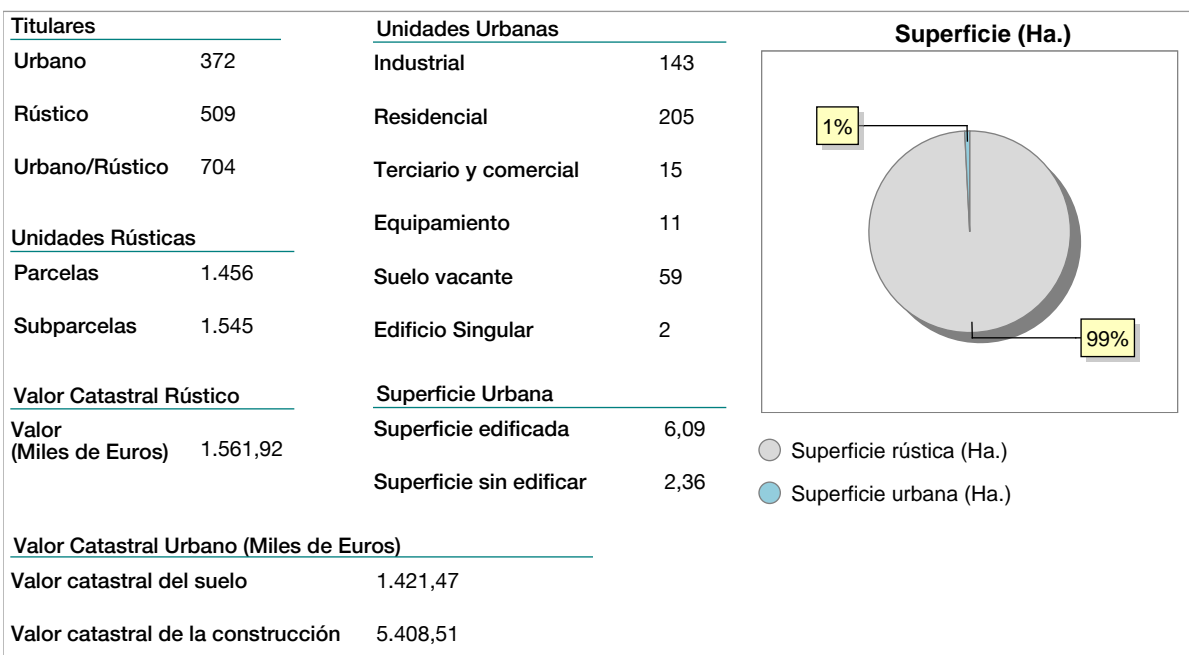 Titulares
Urbano 372
Rústico 509
Urbano/Rústico 704
Unidades Rústicas
Parcelas 1.456
Subparcelas 1.545
Valor Catastral Rústico
Valor
(Miles de Euros) 1.561,92
Unidades Urbanas
Industrial 143
Residencial 205
Terciario y comercial 15
Equipamiento 11
Suelo vacante 59
Edificio Singular 2
Superficie Urbana
Superficie edificada 6,09
Superficie sin edificar 2,36
Valor Catastral Urbano (Miles de Euros)
Valor catastral del suelo 1.421,47
Valor catastral de la construcción 5.408,51
Superficie (Ha.)
1%
99%
Superficie rústica (Ha.)
Superficie urbana (Ha.)